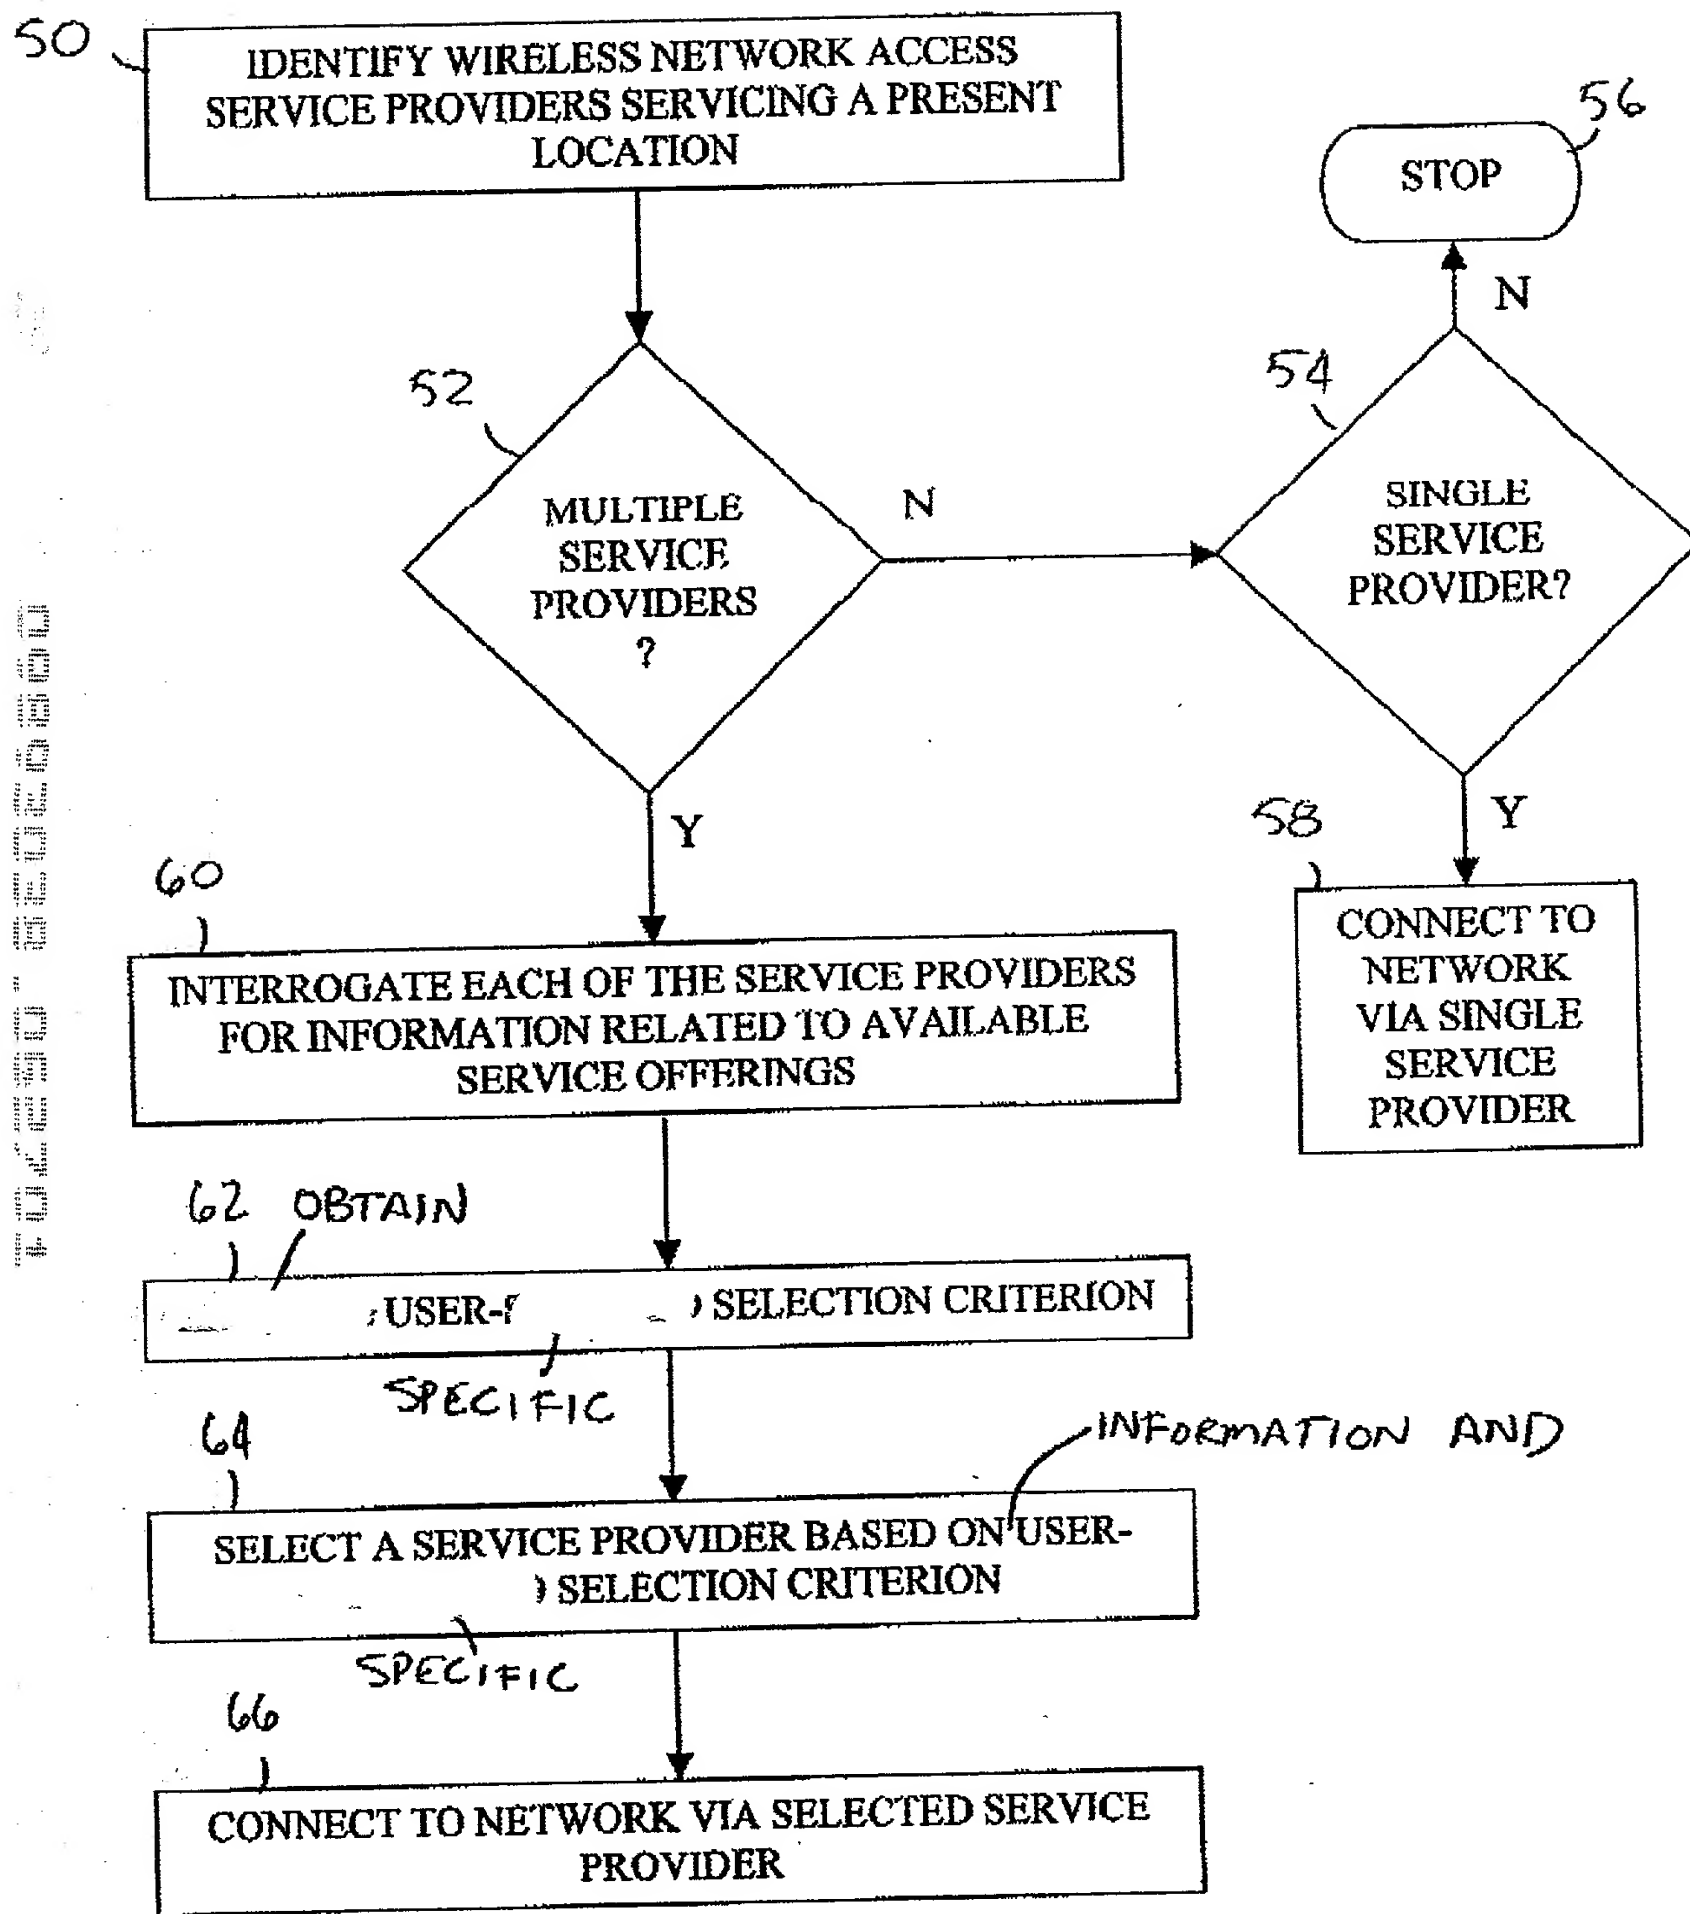 50
IDENTIFY WIRELESS NETWORK ACCESS
SERVICE PROVIDERS SERVICING A PRESENT
LOCATION
56
STOP
N
52
MULTIPLE
SERVICE
PROVIDERS
?
N
54
SINGLE
SERVICE
PROVIDER?
Y
Y
58
CONNECT TO
NETWORK
VIA SINGLE
SERVICE
PROVIDER
60
INTERROGATE EACH OF THE SERVICE PROVIDERS
FOR INFORMATION RELATED TO AVAILABLE
SERVICE OFFERINGS
62 OBTAIN
USER- SELECTION CRITERION
SPECIFIC
64
INFORMATION AND
SELECT A SERVICE PROVIDER BASED ON USER-
SELECTION CRITERION
SPECIFIC
66
CONNECT TO NETWORK VIA SELECTED SERVICE
PROVIDER